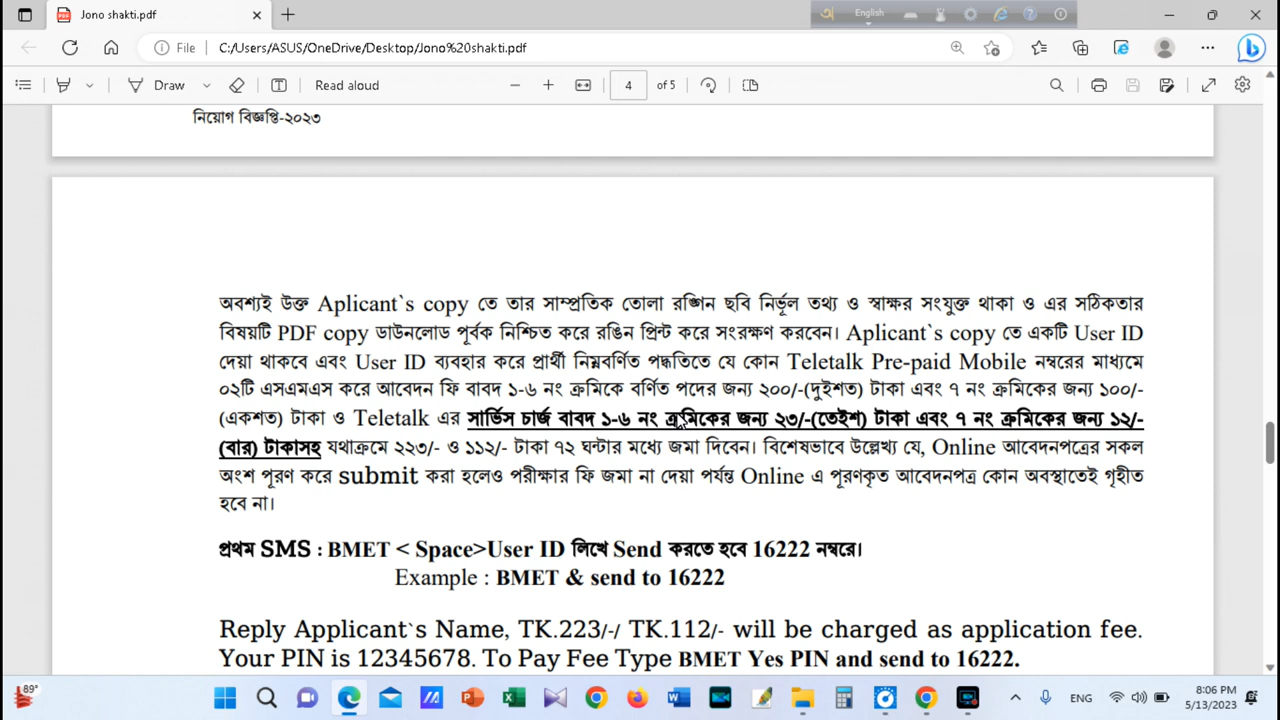 Jono shakti.pdf
English
File C:/Users/ASUS/OneDrive/Desktop/Jono%20shakti.pdf
Draw Read aloud 4 of 5
নিয়োগ বিজ্ঞপ্তি-২০২৩
অবশ্যই উক্ত Aplicant`s copy তে তার সাম্প্রতিক তোলা রঙ্গিন ছবি নির্ভূল তথ্য ও স্বাক্ষর সংযুক্ত থাকা ও এর সঠিকতার
বিষয়টি PDF copy ডাউনলোড পূর্বক নিশ্চিত করে রঙিন প্রিন্ট করে সংরক্ষণ করবেন। Aplicant`s copy তে একটি User ID
দেয়া থাকবে এবং User ID ব্যবহার করে প্রার্থী নিম্নবর্ণিত পদ্ধতিতে যে কোন Teletalk Pre-paid Mobile নম্বরের মাধ্যমে
০২টি এসএমএস করে আবেদন ফি বাবদ ১-৬ নং ক্রমিকে বর্ণিত পদের জন্য ২০০/-(দুইশত) টাকা এবং ৭ নং ক্রমিকের জন্য ১০০/-
(একশত) টাকা ও Teletalk এর সার্ভিস চার্জ বাবদ ১-৬ নং ক্রমিকের জন্য ২৩/-(তেইশ) টাকা এবং ৭ নং ক্রমিকের জন্য ১২/-
(বার) টাকাসহ যথাক্রমে ২২৩/- ও ১১২/- টাকা ৭২ ঘন্টার মধ্যে জমা দিবেন। বিশেষভাবে উল্লেখ্য যে, Online আবেদনপত্রের সকল
অংশ পূরণ করে submit করা হলেও পরীক্ষার ফি জমা না দেয়া পর্যন্ত Online এ পূরণকৃত আবেদনপত্র কোন অবস্থাতেই গৃহীত
হবে না।
প্রথম SMS : BMET < Space>User ID লিখে Send করতে হবে 16222 নম্বরে।
Example : BMET & send to 16222
Reply Applicant`s Name, TK.223/-/ TK.112/- will be charged as application fee.
Your PIN is 12345678. To Pay Fee Type BMET Yes PIN and send to 16222.
89°
ENG
8:06 PM
5/13/2023